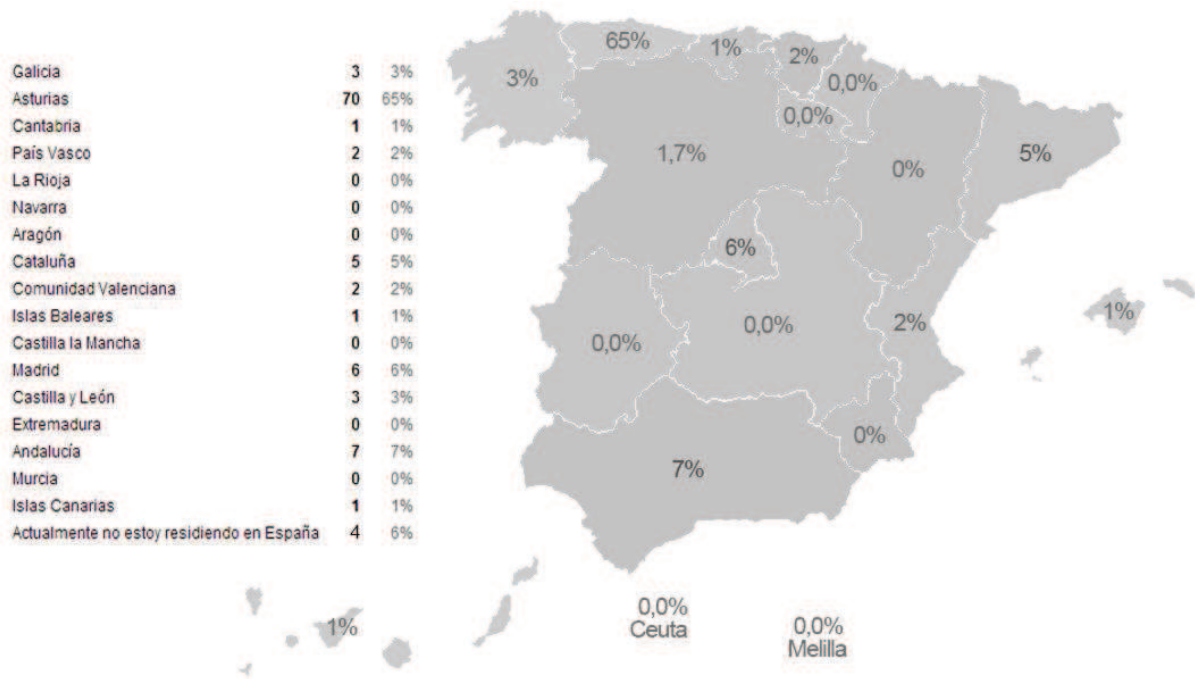 Galicia 3 3%
Asturias 70 65%
Cantabria 1 1%
País Vasco 2 2%
La Rioja 0 0%
Navarra 0 0%
Aragón 0 0%
Cataluña 5 5%
Comunidad Valenciana 2 2%
Islas Baleares 1 1%
Castilla la Mancha 0 0%
Madrid 6 6%
Castilla y León 3 3%
Extremadura 0 0%
Andalucía 7 7%
Murcia 0 0%
Islas Canarias 1 1%
Actualmente no estoy residiendo en España 4 6%
65%
1%
2%
3%
0,0%
0,0%
1,7%
0%
5%
6%
1%
0,0%
0,0%
2%
0%
7%
1%
0,0%
Ceuta
0,0%
Melilla